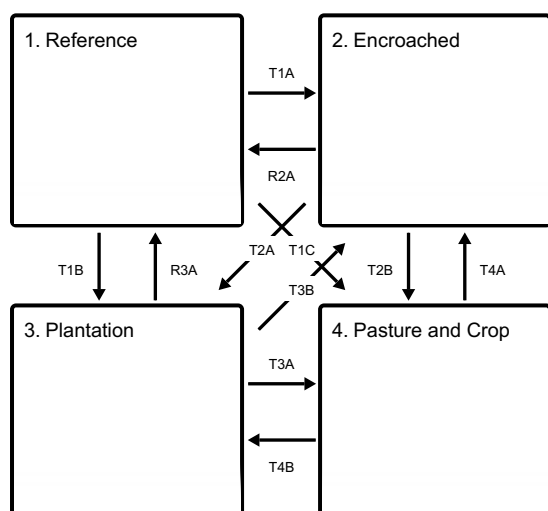 1. Reference
2. Encroached
T1A
R2A
T2A
T1C
T1B
R3A
T3B
T2B
T4A
3. Plantation
4. Pasture and Crop
T3A
T4B